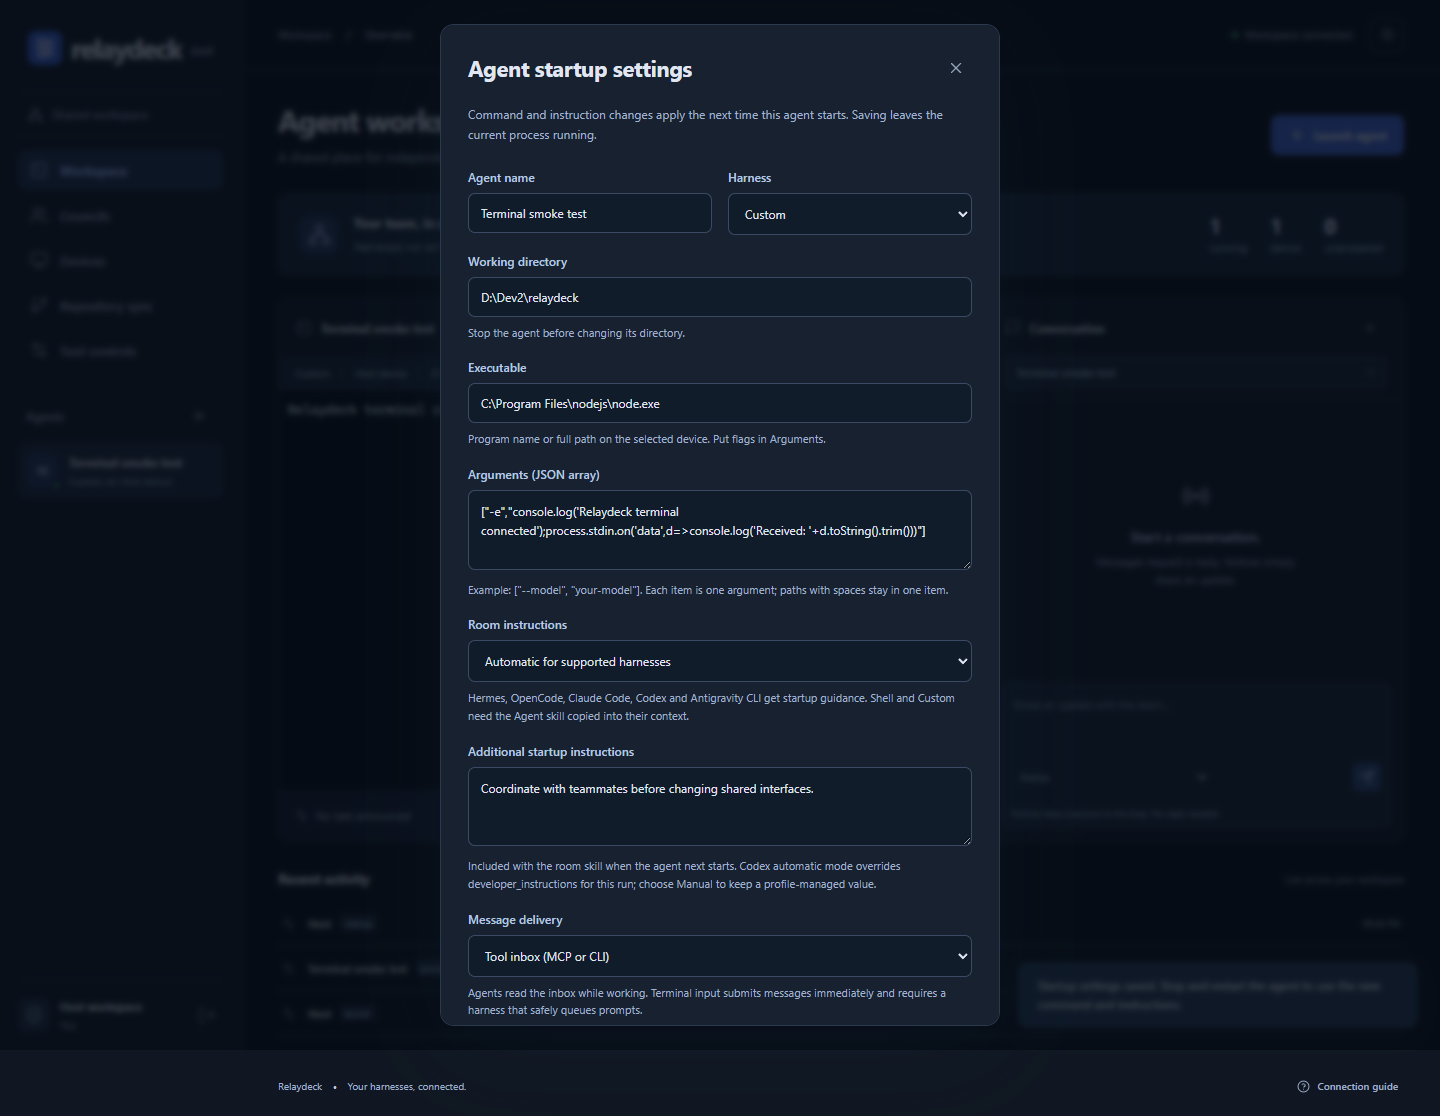 relaydeck
Agent works
Workspace
Agent startup settings
Command and instruction changes apply the next time this agent starts. Saving leaves the
current process running.
Agent name
Harness
Terminal smoke test
Custom
Working directory
D:\Dev2\relaydeck
Stop the agent before changing its directory.
Executable
C:\Program Files\nodejs\node.exe
Program name or full path on the selected device. Put flags in Arguments.
Arguments (JSON array)
["-e","console.log('Relaydeck terminal
connected');process.stdin.on('data',d=>console.log('Received: '+d.toString().trim()))"]
Example: ["--model", "your-model"]. Each item is one argument; paths with spaces stay in one item.
Room instructions
Automatic for supported harnesses
Hermes, OpenCode, Claude Code, Codex and Antigravity CLI get startup guidance. Shell and Custom
need the Agent skill copied into their context.
Additional startup instructions
Coordinate with teammates before changing shared interfaces.
Included with the room skill when the agent next starts. Codex automatic mode overrides
developer_instructions for this run; choose Manual to keep a profile-managed value.
Message delivery
Tool inbox (MCP or CLI)
Agents read the inbox while working. Terminal input submits messages immediately and requires a
harness that safely queues prompts.
Conversation
Start a conversation
Recent activity
Relaydeck • Your harnesses, connected.
Connection guide